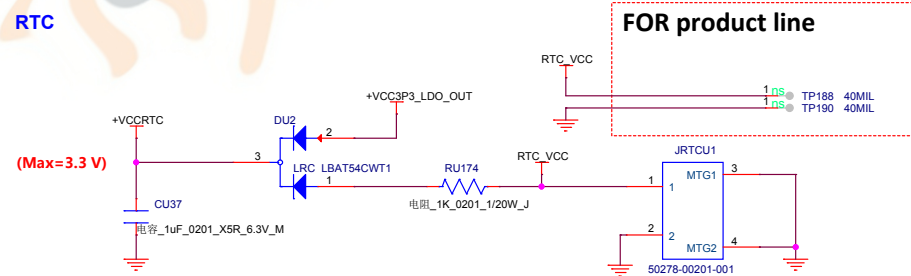 RTC
FOR product line
RTC_VCC
1 ns TP188 40MIL
1 ns TP190 40MIL
+VCC3P3_LDO_OUT
+VCCRTC
DU2
2
(Max=3.3 V)
3
LRC LBAT54CWT1
1
RU174
电阻_1K_0201_1/20W_J
RTC_VCC
JRTCU1
1 1 MTG1 3
2 2 MTG2 4
50278-00201-001
CU37
电容_1uF_0201_X5R_6.3V_M